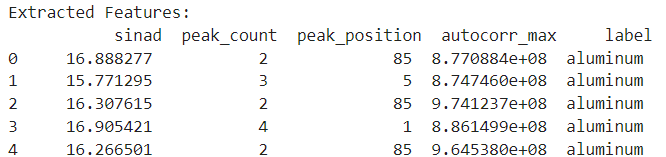 Extracted Features:
sinad peak_count peak_position autocorr_max label
0 16.888277 2 85 8.770884e+08 aluminum
1 15.771295 3 5 8.747460e+08 aluminum
2 16.307615 2 85 9.741237e+08 aluminum
3 16.905421 4 1 8.861499e+08 aluminum
4 16.266501 2 85 9.645380e+08 aluminum